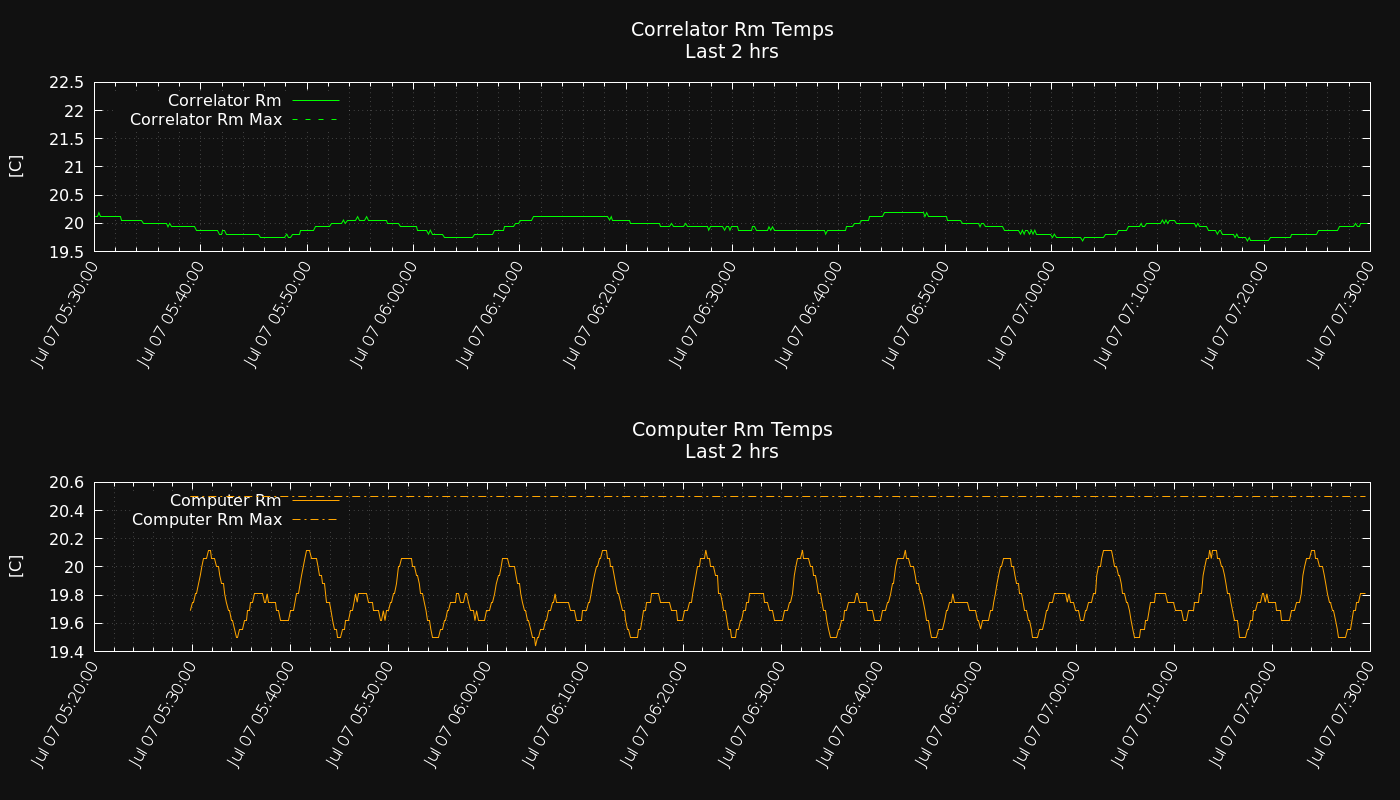 Correlator Rm Temps
Last 2 hrs
22.5
22
21.5
21
20.5
20
19.5
[C]
Correlator Rm
Correlator Rm Max
Jul 07 05:30:00
Jul 07 05:40:00
Jul 07 05:50:00
Jul 07 06:00:00
Jul 07 06:10:00
Jul 07 06:20:00
Jul 07 06:30:00
Jul 07 06:40:00
Jul 07 06:50:00
Jul 07 07:00:00
Jul 07 07:10:00
Jul 07 07:20:00
Jul 07 07:30:00
Computer Rm Temps
Last 2 hrs
20.6
20.4
20.2
20
19.8
19.6
19.4
[C]
Computer Rm
Computer Rm Max
Jul 07 05:20:00
Jul 07 05:30:00
Jul 07 05:40:00
Jul 07 05:50:00
Jul 07 06:00:00
Jul 07 06:10:00
Jul 07 06:20:00
Jul 07 06:30:00
Jul 07 06:40:00
Jul 07 06:50:00
Jul 07 07:00:00
Jul 07 07:10:00
Jul 07 07:20:00
Jul 07 07:30:00